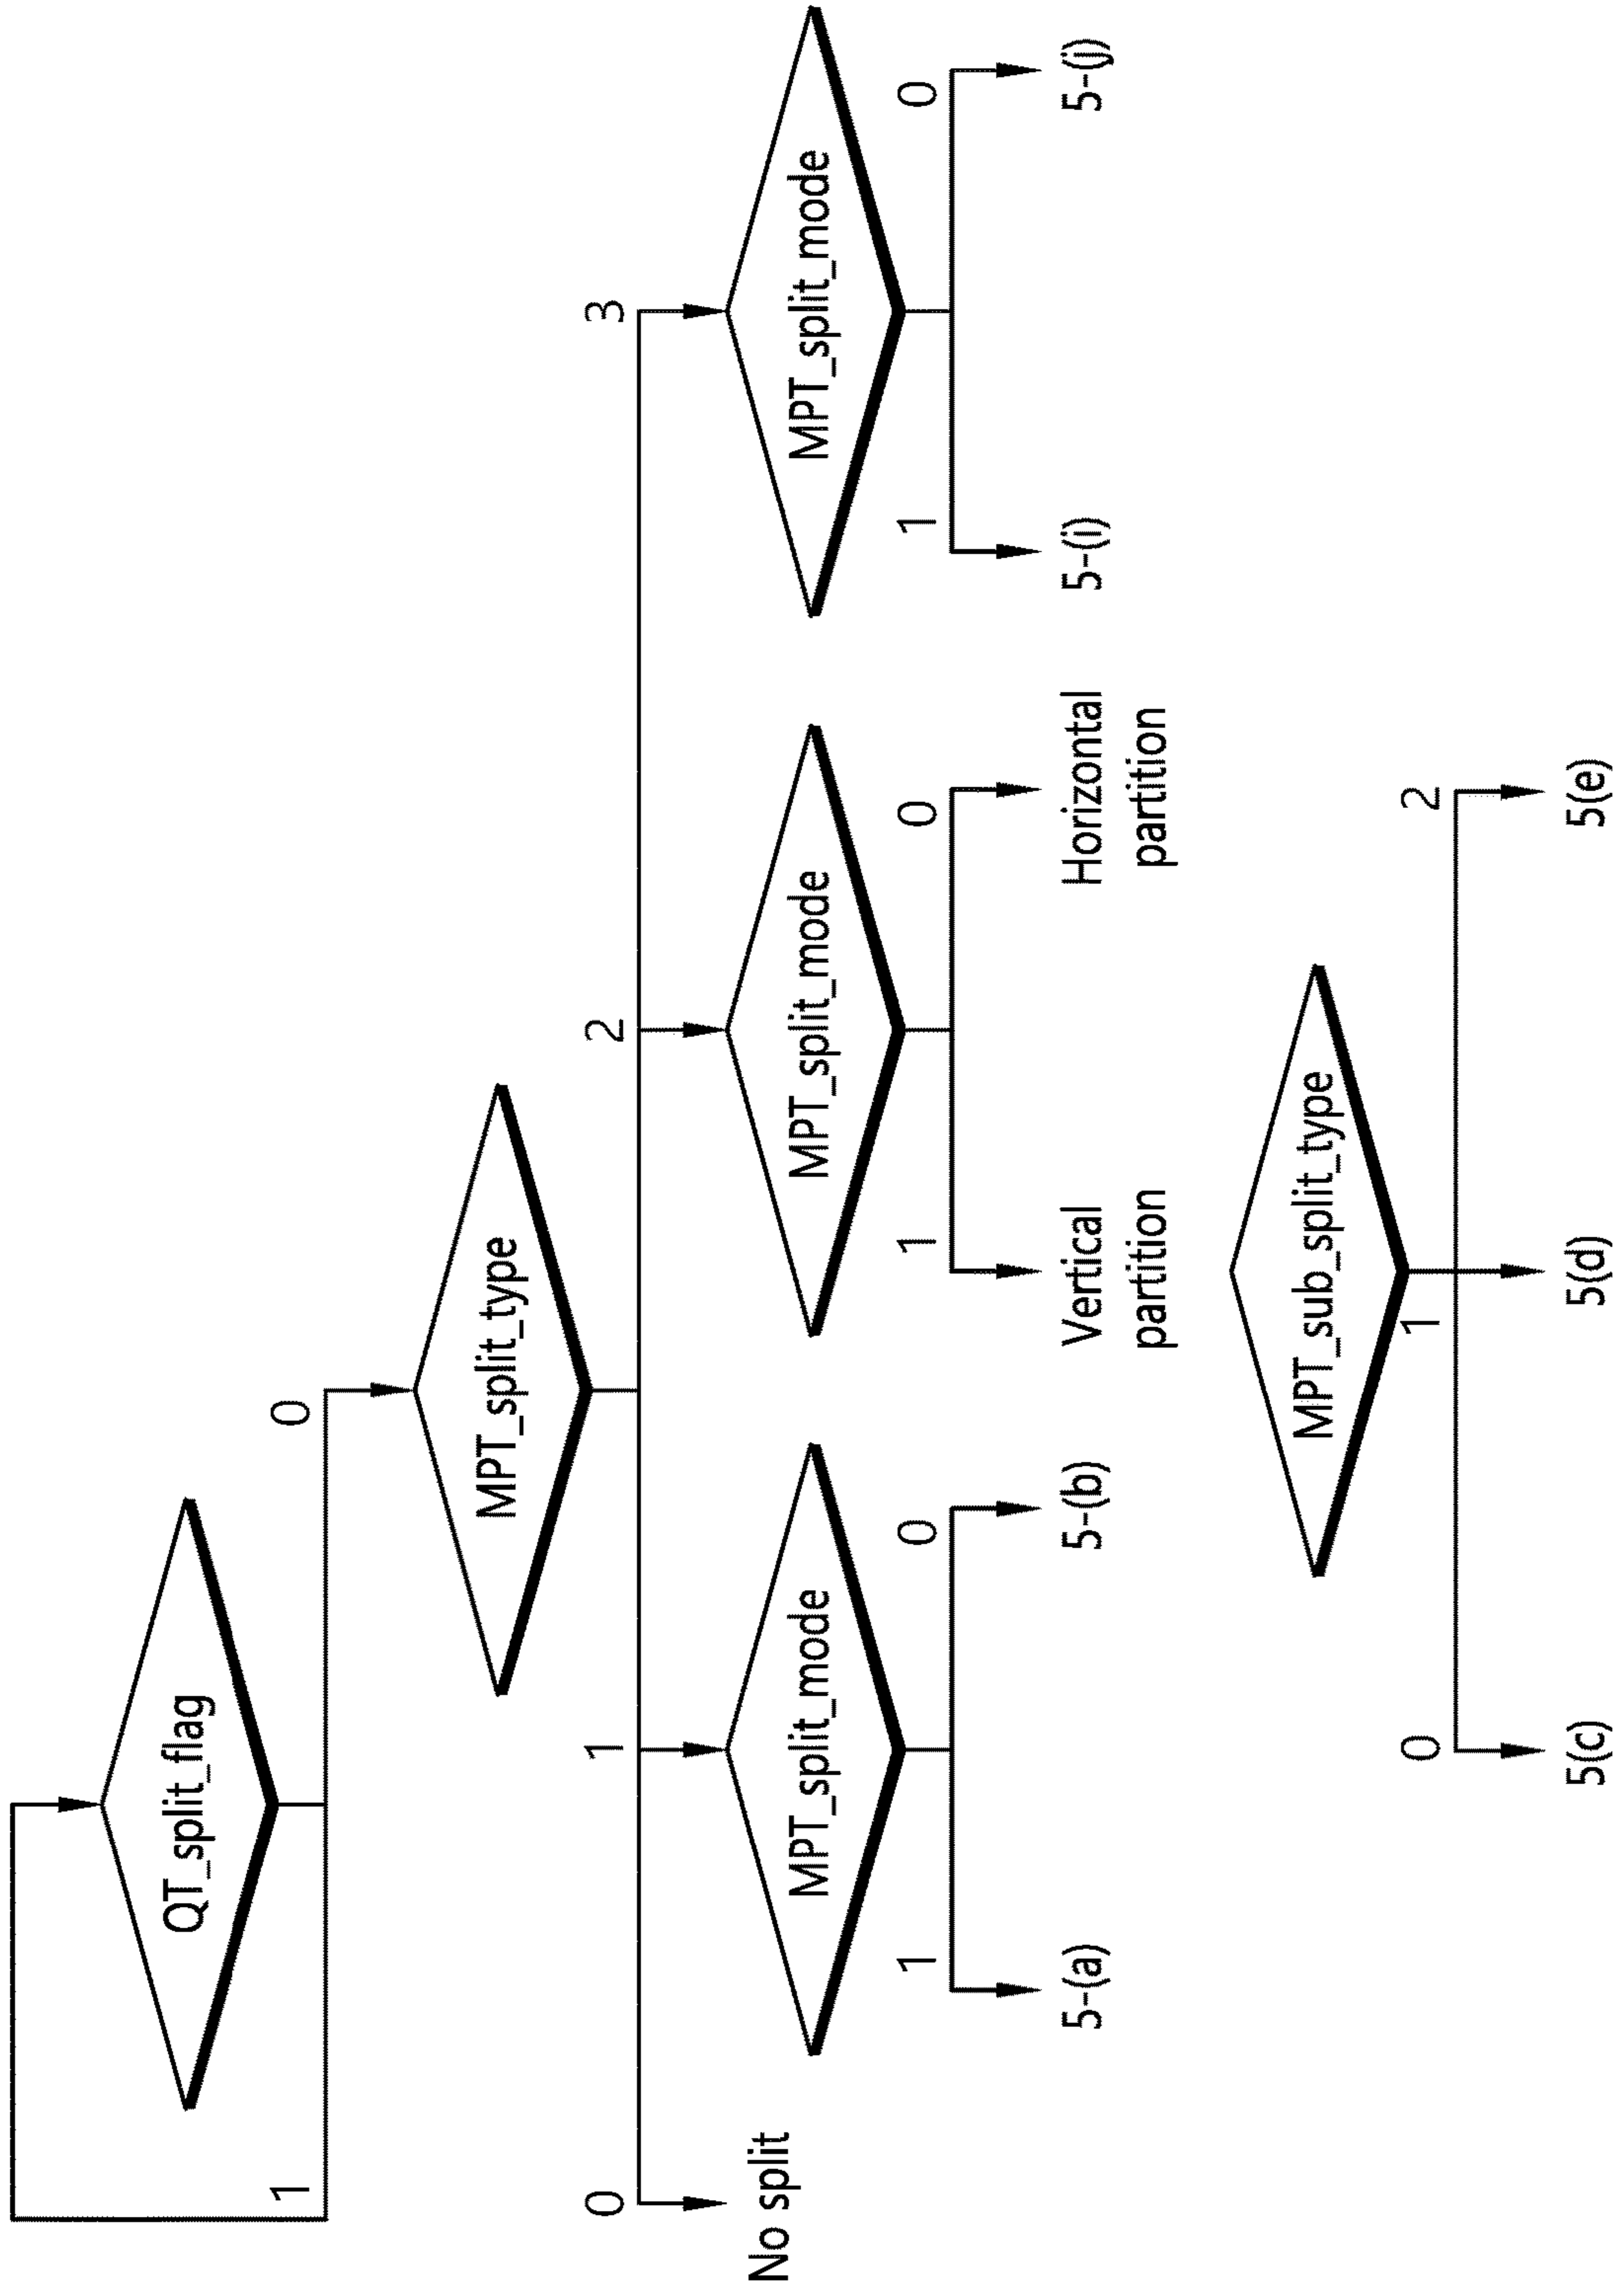 QT_split_flag
1
0
MPT_split_type
0
1
2
3
No split
MPT_split_mode
MPT_split_mode
MPT_split_mode
1
0
1
0
1
0
5-(a)
5-(b)
Vertical
partition
Horizontal
partition
5-(i)
5-(j)
MPT_sub_split_type
0
1
2
5(c)
5(d)
5(e)